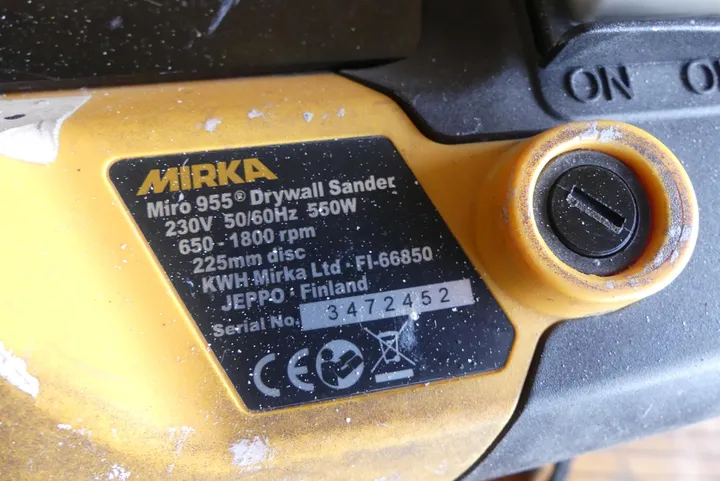 MIRKA
Miro 955® Drywall Sander
230V 50/60Hz 550W
650 - 1800 rpm
225mm disc
KWH Mirka Ltd · FI-66850
JEPPO · Finland
Serial No. 3472452
CE
ON